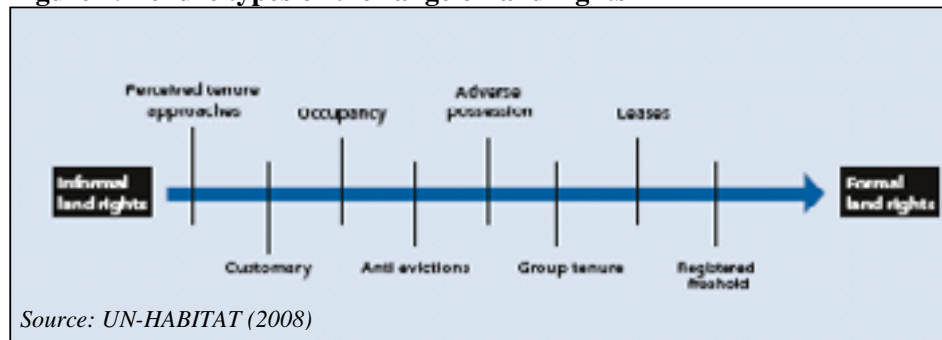 Perceived tenure
approaches
Occupancy
Adverse
possession
Leases
Informal
land rights
Formal
land rights
Customary
Anti evictions
Group tenure
Registered
freehold
Source: UN-HABITAT (2008)